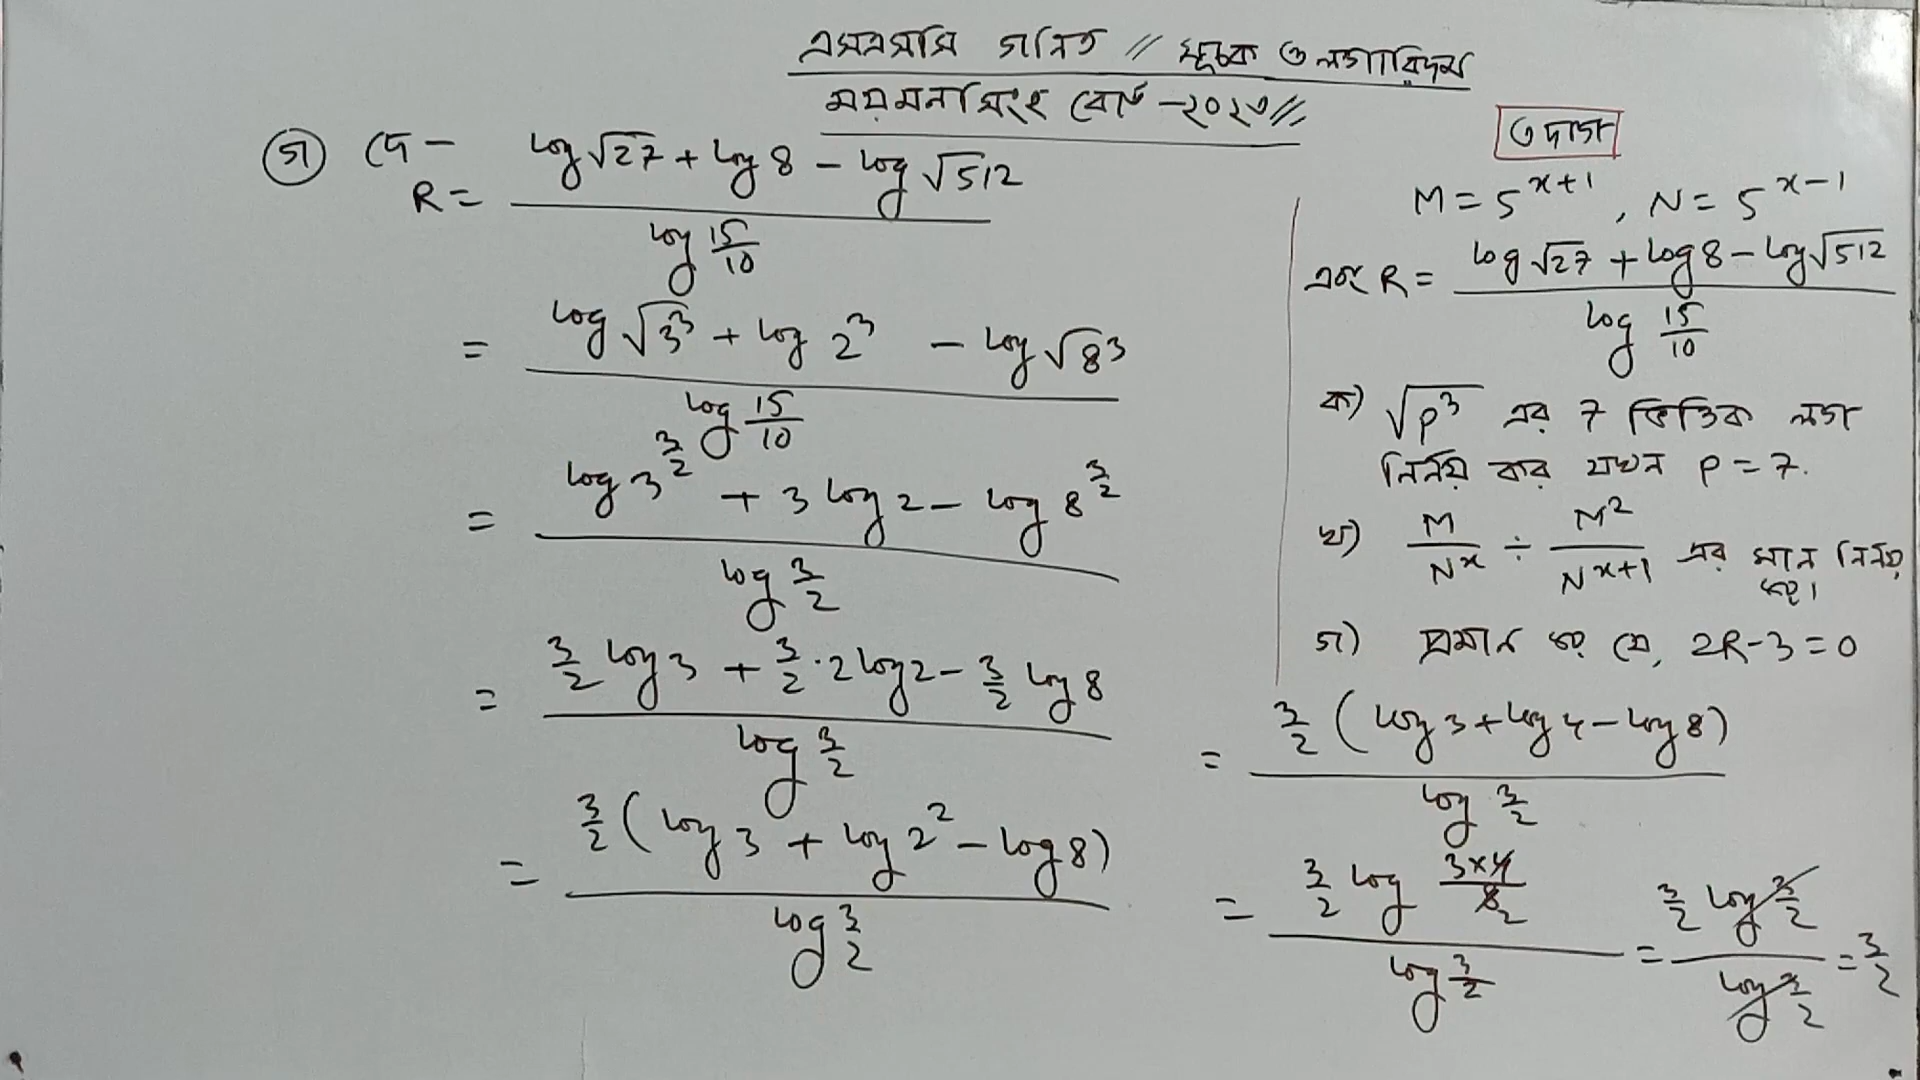 এসএসসি গনিত // সূচক ও লগারিদম
ময়মনসিংহ বোর্ড -২০২৩//
গ) দে-
R = (log √27 + log 8 - log √512) / (log 15/10)
= (log √3³ + log 2³ - log √8³) / (log 15/10)
= (log 3^(3/2) + 3 log 2 - log 8^(3/2)) / (log 3/2)
= (3/2 log 3 + 3/2 · 2 log 2 - 3/2 log 8) / (log 3/2)
= (3/2 (log 3 + log 2² - log 8)) / (log 3/2)
৩ দাগ
M = 5^(x+1), N = 5^(x-1)
এবং R = (log √27 + log 8 - log √512) / (log 15/10)
ক) √p³ এর 7 ভিত্তিক লগ
নির্নয় কর যখন p = 7.
খ) M/N^x ÷ M²/N^(x+1) এর মান নির্নয়
কর।
গ) প্রমান কর যে, 2R-3=0
= (3/2 (log 3 + log 4 - log 8)) / (log 3/2)
= (3/2 log (3×4)/8 2) / (log 3/2) = (3/2 log 3/2) / (log 3/2) = 3/2